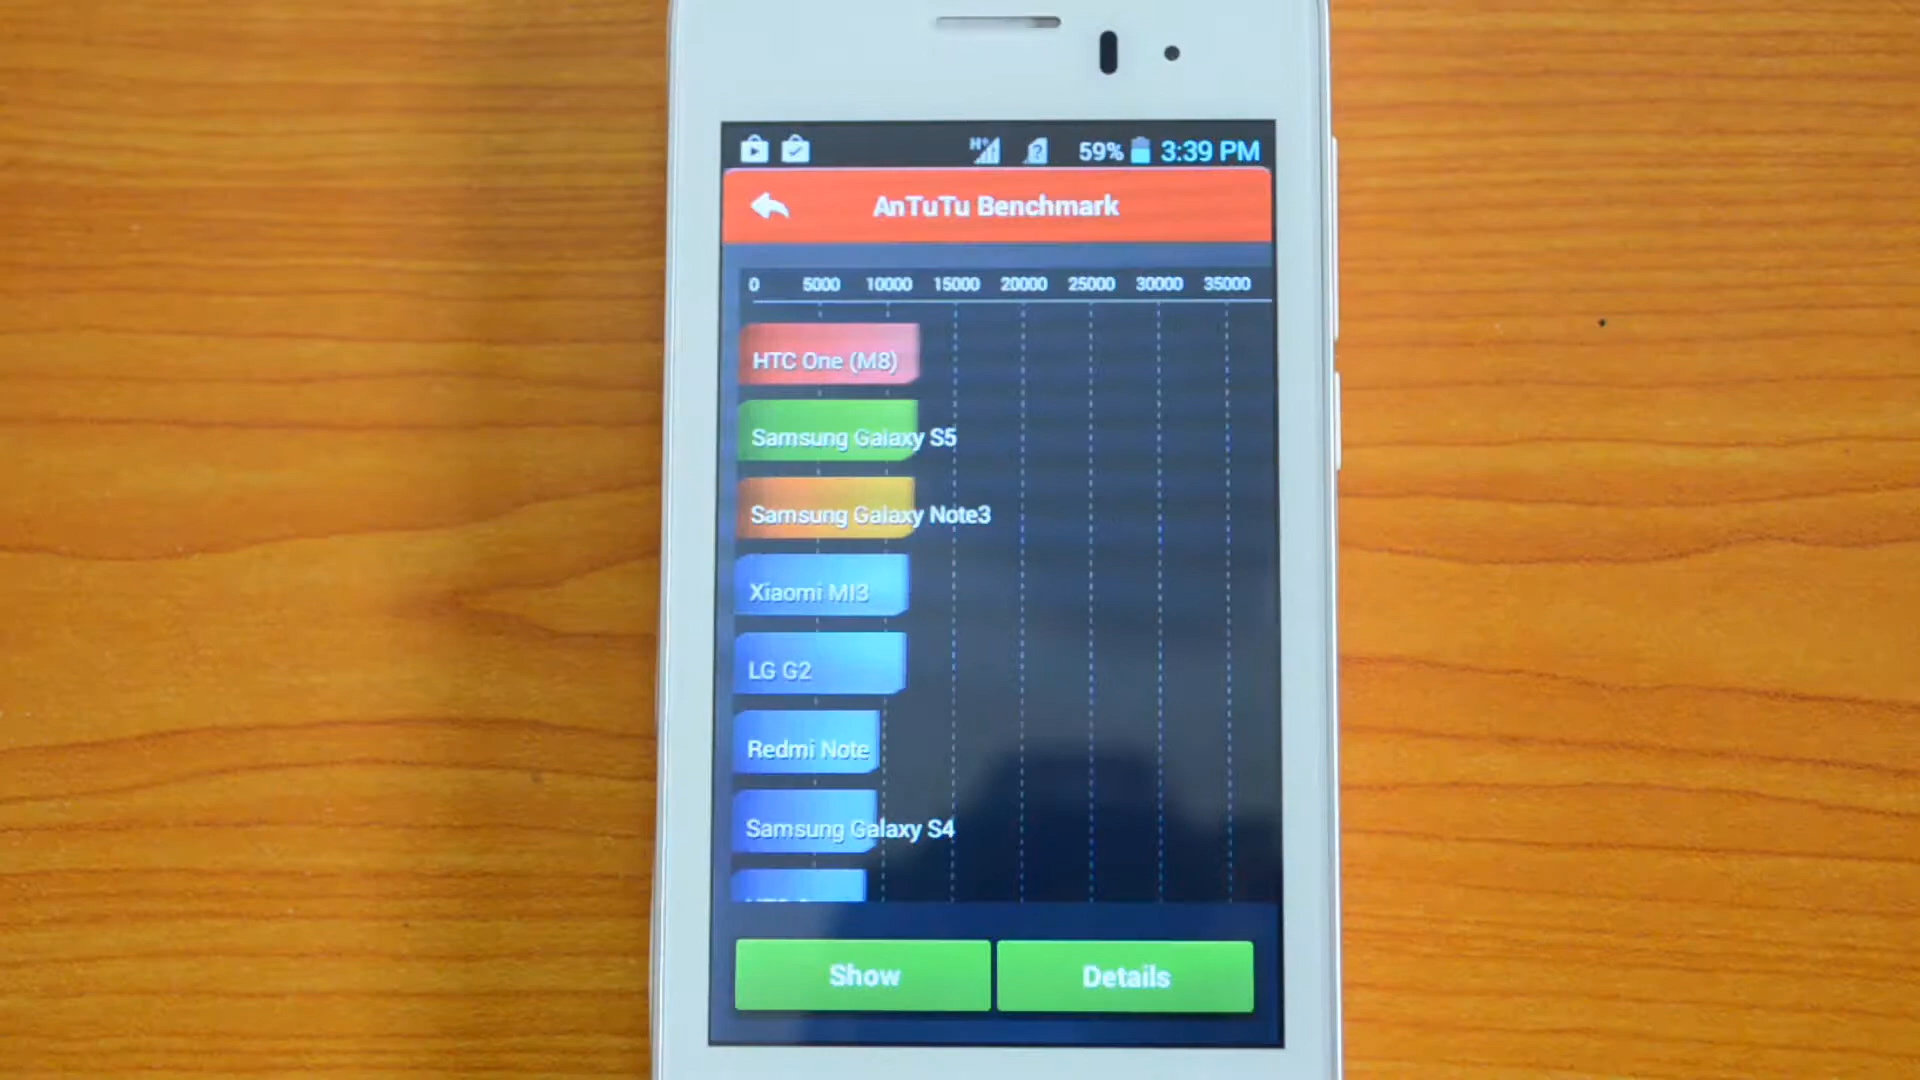 H+ ? 59% 3:39 PM
AnTuTu Benchmark
0 5000 10000 15000 20000 25000 30000 35000
HTC One (M8)
Samsung Galaxy S5
Samsung Galaxy Note3
Xiaomi MI3
LG G2
Redmi Note
Samsung Galaxy S4
Show Details